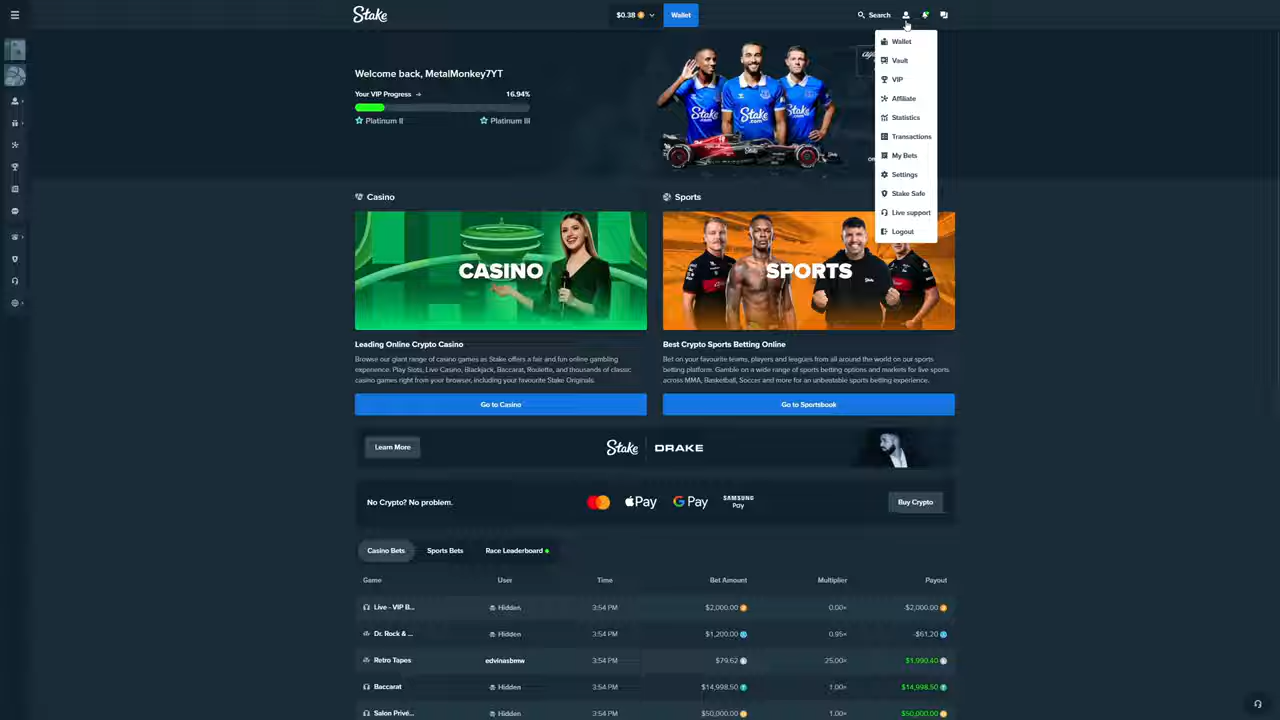 Stake
$0.38
Wallet
Search
Wallet
Vault
VIP
Affiliate
Statistics
Transactions
My Bets
Settings
Stake Safe
Live support
Logout
Welcome back, MetalMonkey7YT
Your VIP Progress
16.94%
Platinum II
Platinum III
Stake.com
Stake.com
Casino
Sports
CASINO
SPORTS
Leading Online Crypto Casino
Browse our giant range of casino games as Stake offers a fair and fun online gambling
experience. Play Slots, Live Casino, Blackjack, Baccarat, Roulette, and thousands of classic
casino games right from your browser, including your favourite Stake Originals.
Go to Casino
Best Crypto Sports Betting Online
Bet on your favourite teams, players and leagues from all around the world on our sports
betting platform. Gamble on a wide range of sports betting options and markets for live sports
across MMA, Basketball, Soccer and more for an unbeatable sports betting experience.
Go to Sportsbook
Learn More
Stake
DRAKE
No Crypto? No problem.
Pay
G Pay
SAMSUNG
Pay
Buy Crypto
Casino Bets
Sports Bets
Race Leaderboard
Game User Time Bet Amount Multiplier Payout
Live - VIP B... Hidden 3:54 PM $2,000.00 0.00× -$2,000.00
Dr. Rock & ... Hidden 3:54 PM $1,200.00 0.95× -$61.20
Retro Tapes edvinasbmw 3:54 PM $79.62 25.00× $1,990.40
Baccarat Hidden 3:54 PM $14,998.50 1.00× $14,998.50
Salon Privé... Hidden 3:54 PM $50,000.00 1.00× $50,000.00